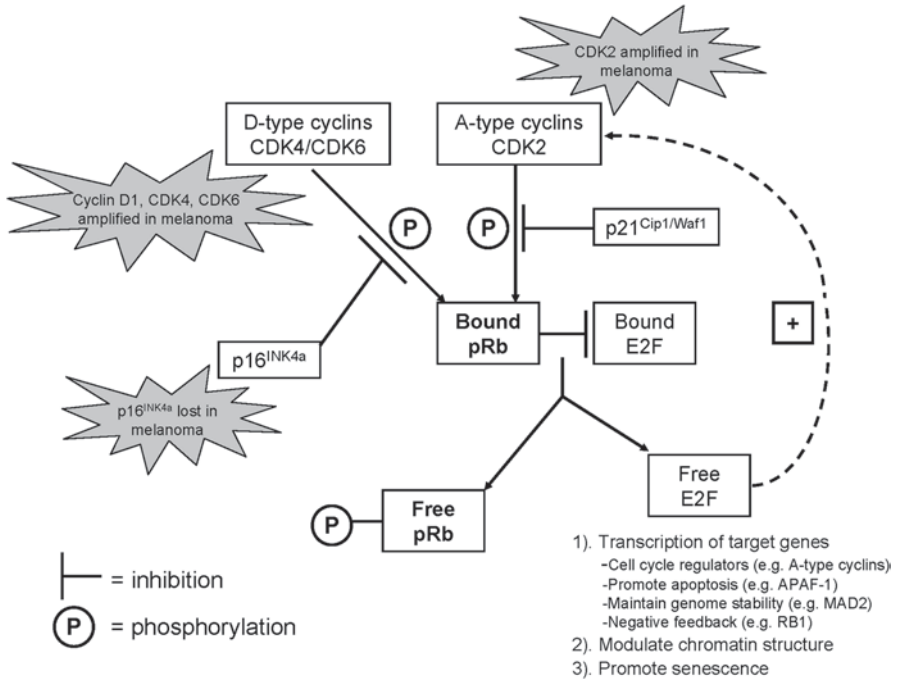 CDK2 amplified in
melanoma
D-type cyclins
CDK4/CDK6
A-type cyclins
CDK2
Cyclin D1, CDK4, CDK6
amplified in melanoma
P
P
p21Cip1/Waf1
Bound
pRb
Bound
E2F
+
p16INK4a
p16INK4a lost in
melanoma
Free
E2F
Free
pRb
P
1). Transcription of target genes
-Cell cycle regulators (e.g. A-type cyclins)
-Promote apoptosis (e.g. APAF-1)
-Maintain genome stability (e.g. MAD2)
-Negative feedback (e.g. RB1)
2). Modulate chromatin structure
3). Promote senescence
= inhibition
P = phosphorylation